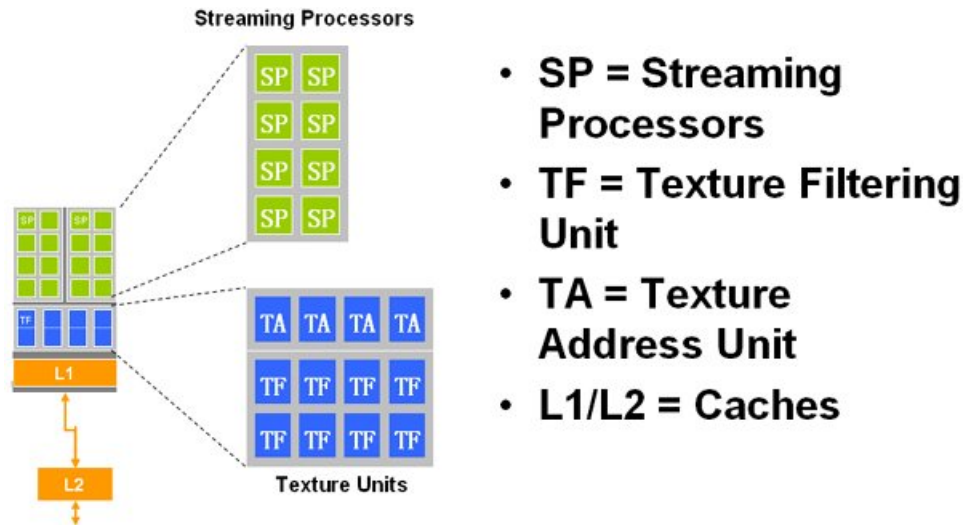 Streaming Processors
SP SP
SP SP
SP SP
SP SP
SP SP
TF
L1
L2
TA TA TA TA
TF TF TF TF
TF TF TF TF
Texture Units
• SP = Streaming
Processors
• TF = Texture Filtering
Unit
• TA = Texture
Address Unit
• L1/L2 = Caches